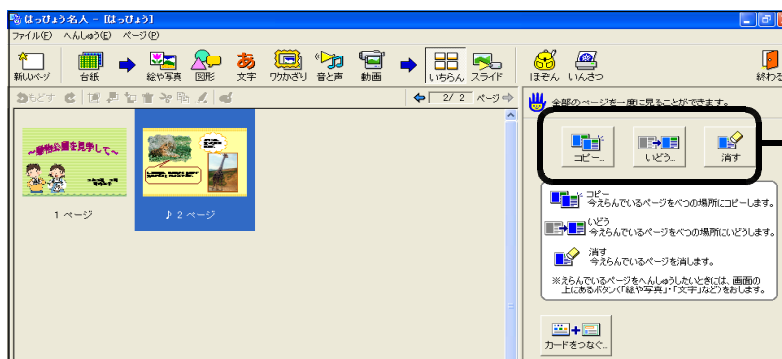 はっぴょう名人 - [はっぴょう]
ファイル(F) へんしゅう(E) ページ(P)
新しいページ 台紙 絵や写真 図形 文字 ワクかざり 音と声 動画 いちらん スライド ほぞん いんさつ 終わる
もどす 2/ 2 ページ
全部のページを一度に見ることができます。
コピー... いどう... 消す
~動物公園を見学して~
1 ページ
♪ 2 ページ
コピー
今えらんでいるページをべつの場所にコピーします。
いどう
今えらんでいるページをべつの場所にいどうします。
消す
今えらんでいるページを消します。
※えらんでいるページをへんしゅうしたいときには、画面の
上にあるボタン(「絵や写真」・「文字」など)をおします。
カードをつなぐ...